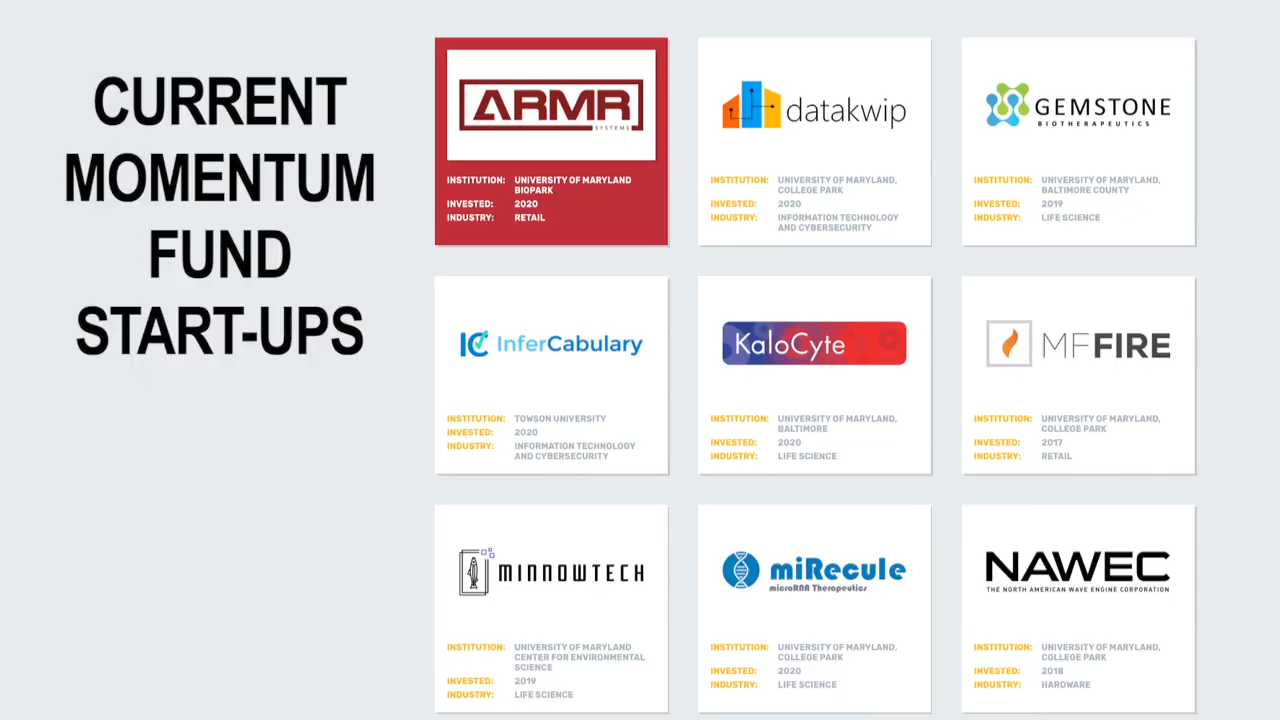 CURRENT
MOMENTUM
FUND
START-UPS
ARMR
SYSTEMS
INSTITUTION: UNIVERSITY OF MARYLAND
BIOPARK
INVESTED: 2020
INDUSTRY: RETAIL
datakwip
INSTITUTION: UNIVERSITY OF MARYLAND,
COLLEGE PARK
INVESTED: 2020
INDUSTRY: INFORMATION TECHNOLOGY
AND CYBERSECURITY
GEMSTONE
BIOTHERAPEUTICS
INSTITUTION: UNIVERSITY OF MARYLAND,
BALTIMORE COUNTY
INVESTED: 2019
INDUSTRY: LIFE SCIENCE
IC InferCabulary
INSTITUTION: TOWSON UNIVERSITY
INVESTED: 2020
INDUSTRY: INFORMATION TECHNOLOGY
AND CYBERSECURITY
KaloCyte
INSTITUTION: UNIVERSITY OF MARYLAND,
BALTIMORE
INVESTED: 2020
INDUSTRY: LIFE SCIENCE
MFFIRE
INSTITUTION: UNIVERSITY OF MARYLAND,
COLLEGE PARK
INVESTED: 2017
INDUSTRY: RETAIL
MINNOWTECH
INSTITUTION: UNIVERSITY OF MARYLAND
CENTER FOR ENVIRONMENTAL
SCIENCE
INVESTED: 2019
INDUSTRY: LIFE SCIENCE
miRecule
microRNA Therapeutics
INSTITUTION: UNIVERSITY OF MARYLAND,
COLLEGE PARK
INVESTED: 2020
INDUSTRY: LIFE SCIENCE
NAWEC
THE NORTH AMERICAN WAVE ENGINE CORPORATION
INSTITUTION: UNIVERSITY OF MARYLAND,
COLLEGE PARK
INVESTED: 2018
INDUSTRY: HARDWARE